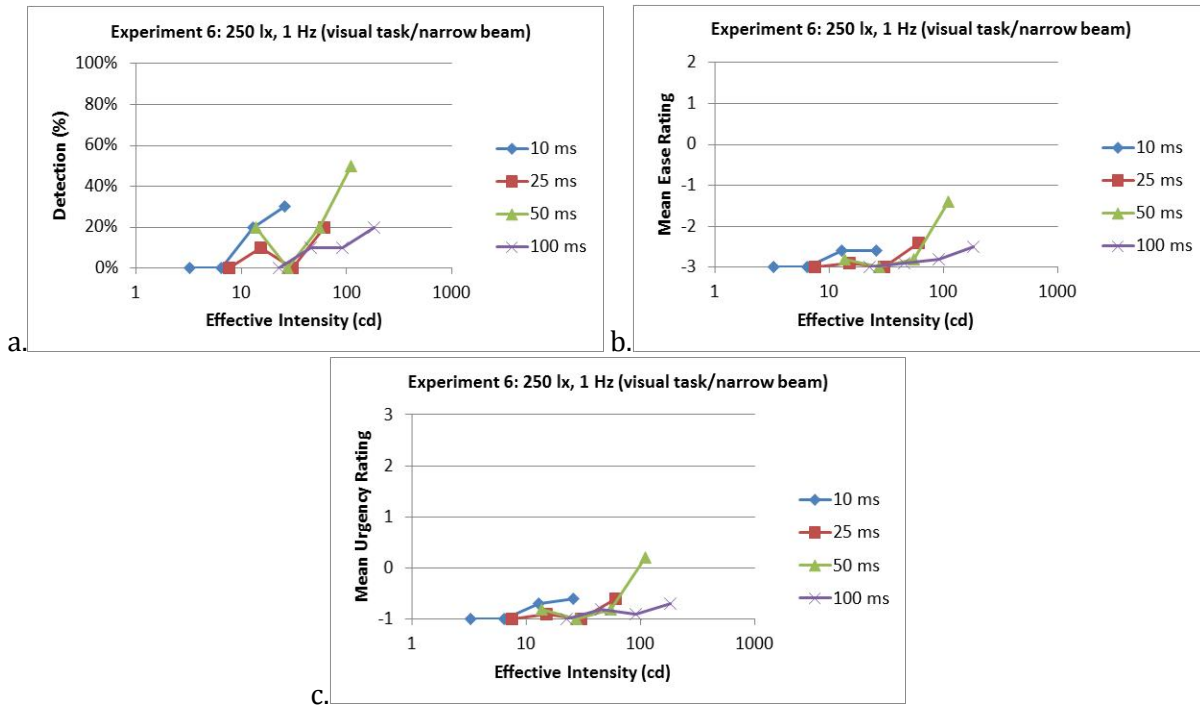 Experiment 6: 250 lx, 1 Hz (visual task/narrow beam)
100%
80%
60%
40%
20%
0%
Detection (%)
1 10 100 1000
Effective Intensity (cd)
10 ms
25 ms
50 ms
100 ms
a.
Experiment 6: 250 lx, 1 Hz (visual task/narrow beam)
2
1
0
-1
-2
-3
Mean Ease Rating
1 10 100 1000
Effective Intensity (cd)
10 ms
25 ms
50 ms
100 ms
b.
Experiment 6: 250 lx, 1 Hz (visual task/narrow beam)
3
2
1
0
-1
Mean Urgency Rating
1 10 100 1000
Effective Intensity (cd)
10 ms
25 ms
50 ms
100 ms
c.